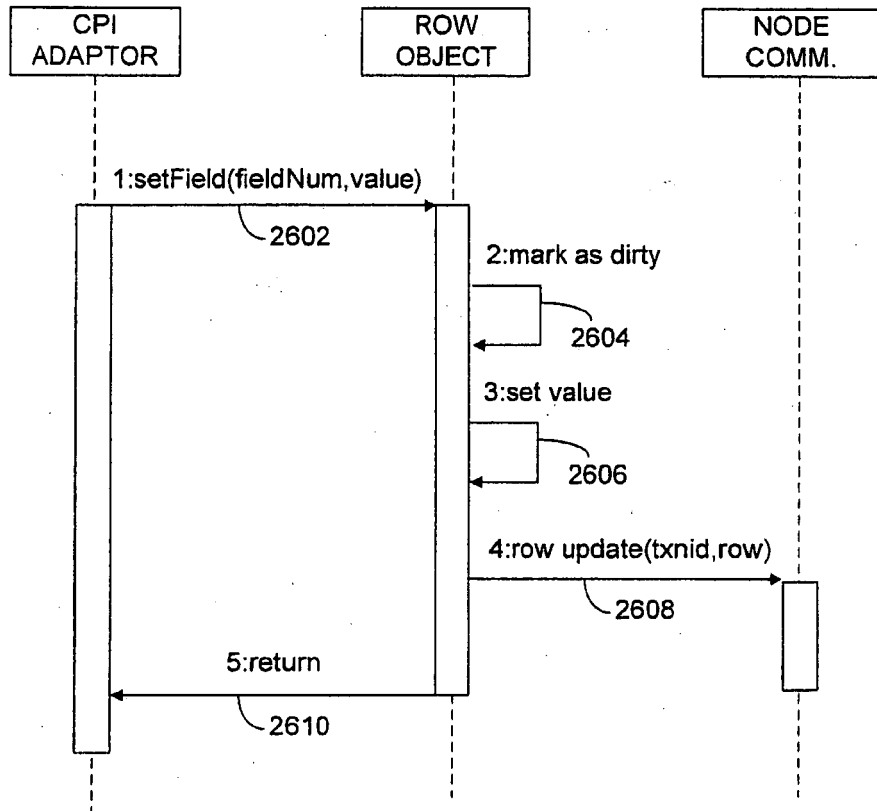 CPI
ADAPTOR
ROW
OBJECT
NODE
COMM.
1:setField(fieldNum,value)
2602
2:mark as dirty
2604
3:set value
2606
4:row update(txnid,row)
2608
5:return
2610